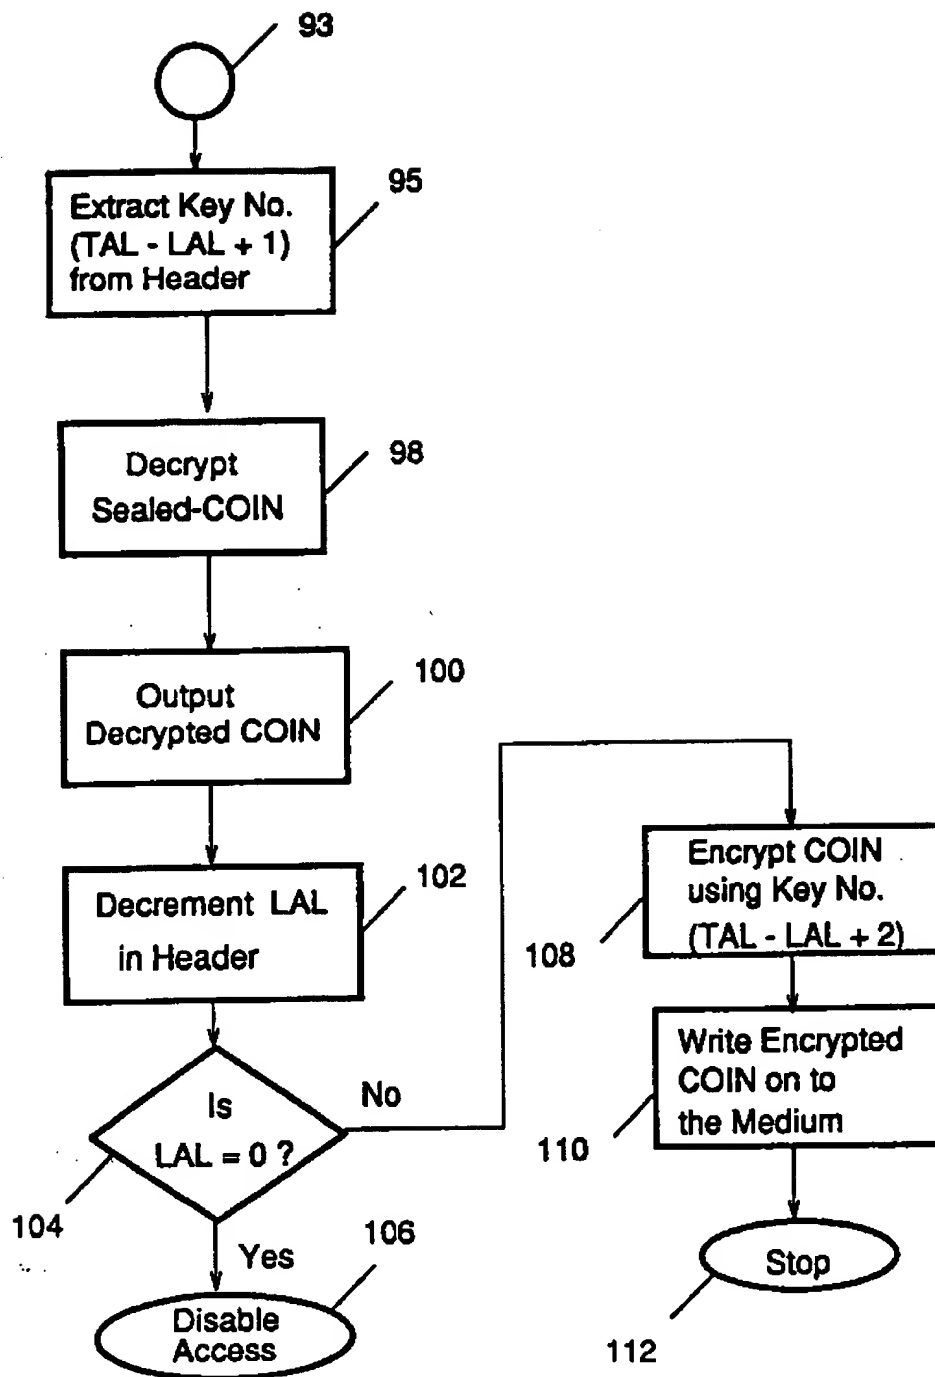 93
95
Extract Key No.
(TAL - LAL + 1)
from Header
98
Decrypt
Sealed-COIN
100
Output
Decrypted COIN
102
Decrement LAL
in Header
Is
LAL = 0 ?
No
104
Yes
106
Disable
Access
Encrypt COIN
using Key No.
(TAL - LAL + 2)
108
Write Encrypted
COIN on to
the Medium
110
Stop
112